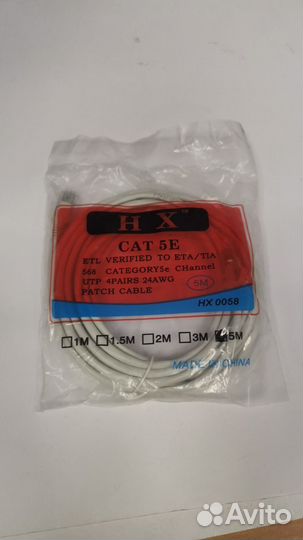 H X ™
CAT 5E
ETL VERIFIED TO ETA/TIA
568 CATEGORY5e CHannel
UTP 4PAIRS 24AWG
PATCH CABLE
5M
HX 0058
1M 1.5M 2M 3M 5M
MADE IN CHINA
Avito